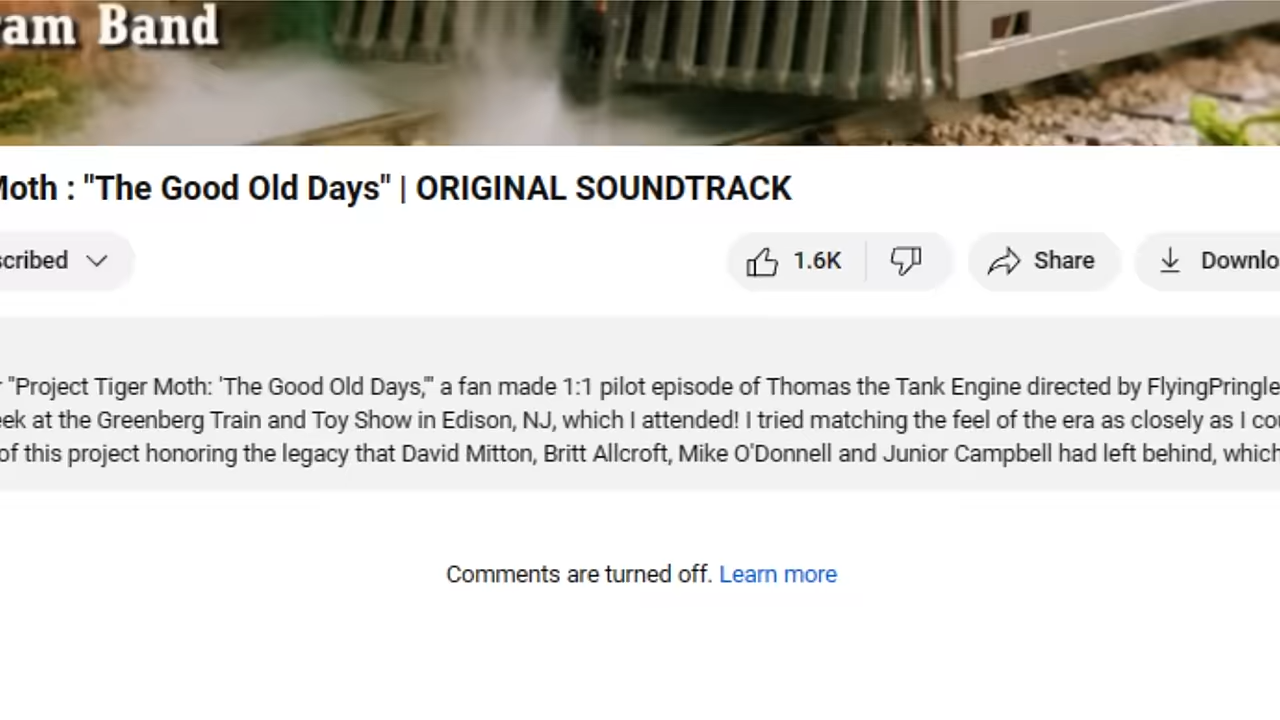 am Band
Moth : "The Good Old Days" | ORIGINAL SOUNDTRACK
scribed
1.6K
Share
Downlo
"Project Tiger Moth: 'The Good Old Days,'" a fan made 1:1 pilot episode of Thomas the Tank Engine directed by FlyingPringle
eek at the Greenberg Train and Toy Show in Edison, NJ, which I attended! I tried matching the feel of the era as closely as I cou
of this project honoring the legacy that David Mitton, Britt Allcroft, Mike O'Donnell and Junior Campbell had left behind, which
Comments are turned off. Learn more